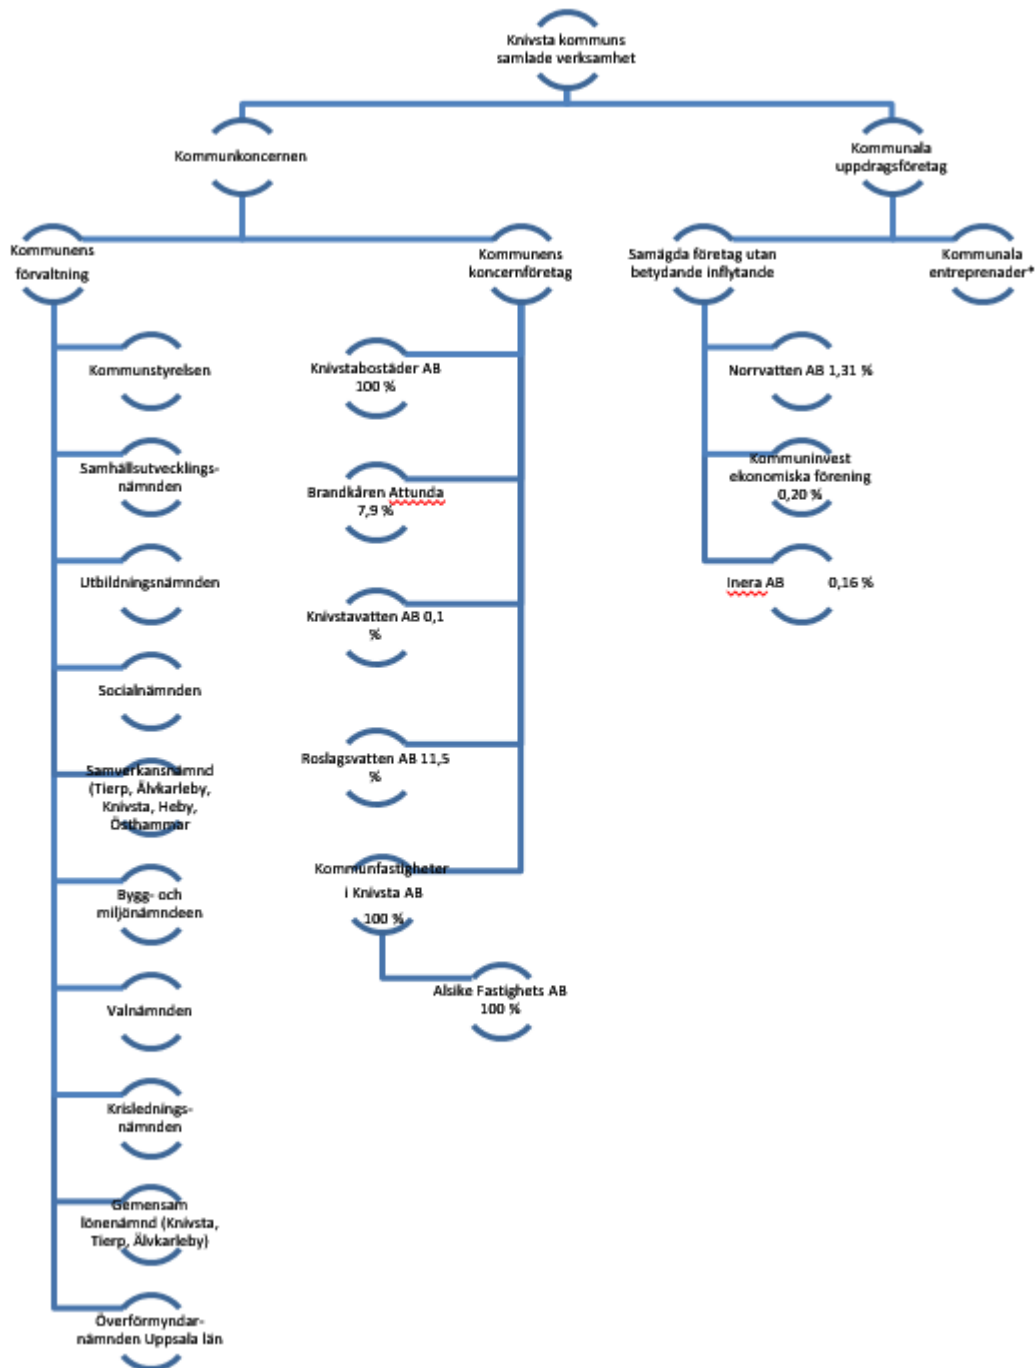 Knivsta kommuns
samlade verksamhet
Kommunkoncernen
Kommunala
uppdragsföretag
Kommunens
förvaltning
Kommunens
koncernföretag
Samägda företag utan
betydande inflytande
Kommunala
entreprenader*
Kommunstyrelsen
Samhällsutvecklings-
nämnden
Utbildningsnämnden
Socialnämnden
Samverkansnämnd
(Tierp, Älvkarleby,
Knivsta, Heby,
Östhammar
Bygg- och
miljönämndeen
Valnämnden
Krislednings-
nämnden
Gemensam
lönenämnd (Knivsta,
Tierp, Älvkarleby)
Överförmyndar-
nämnden Uppsala län
Knivstabostäder AB
100 %
Brandkåren Attunda
7,9 %
Knivstavatten AB 0,1
%
Roslagsvatten AB 11,5
%
Kommunfastigheter
i Knivsta AB
100 %
Alsike Fastighets AB
100 %
Norrvatten AB 1,31 %
Kommuninvest
ekonomiska förening
0,20 %
Inera AB 0,16 %